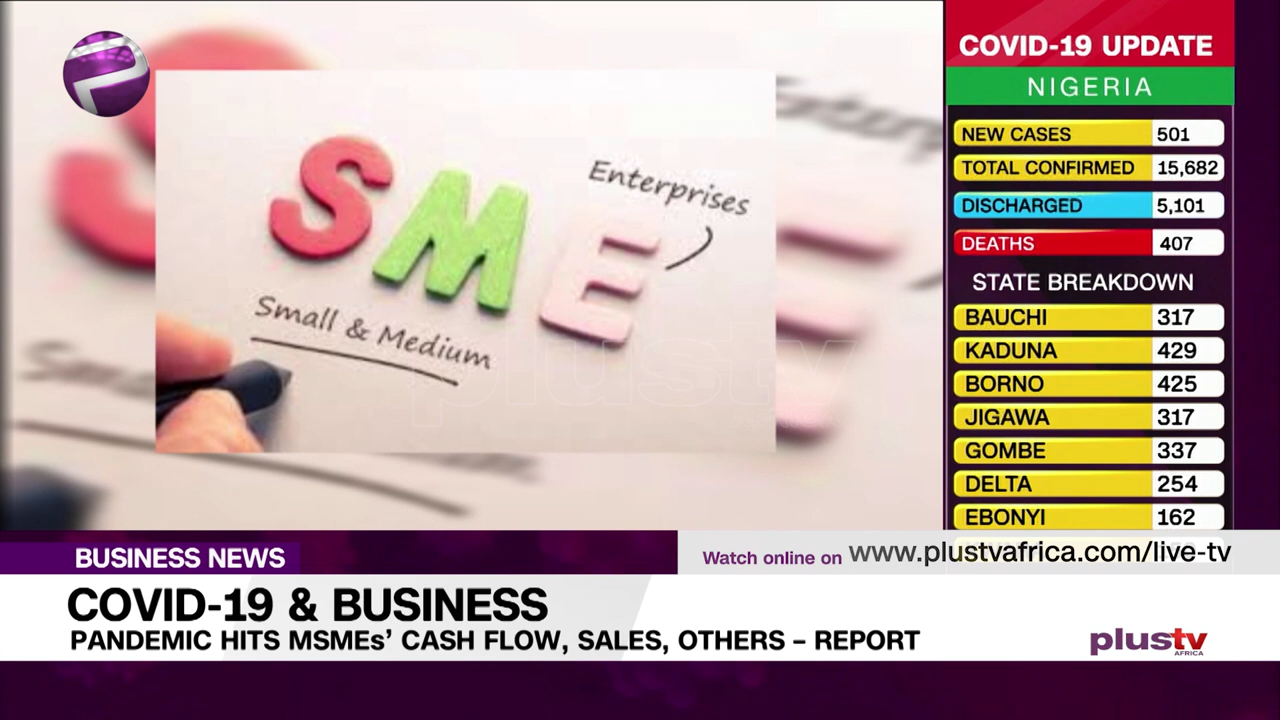 COVID-19 UPDATE
NIGERIA
NEW CASES 501
TOTAL CONFIRMED 15,682
DISCHARGED 5,101
DEATHS 407
STATE BREAKDOWN
BAUCHI 317
KADUNA 429
BORNO 425
JIGAWA 317
GOMBE 337
DELTA 254
EBONYI 162
SME
Enterprises
Small & Medium
plustv
BUSINESS NEWS
Watch online on www.plustvafrica.com/live-tv
COVID-19 & BUSINESS
PANDEMIC HITS MSMEs' CASH FLOW, SALES, OTHERS – REPORT
plustv
AFRICA